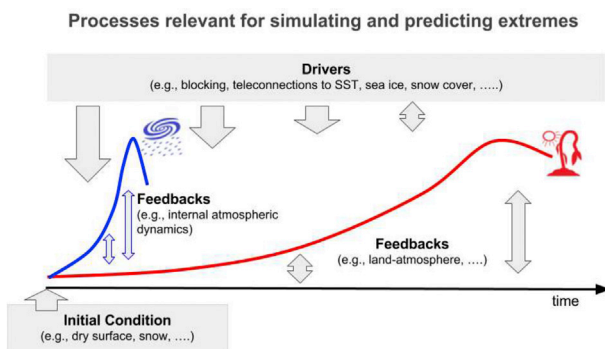 Processes relevant for simulating and predicting extremes
Drivers
(e.g., blocking, teleconnections to SST, sea ice, snow cover, …..)
Feedbacks
(e.g., internal atmospheric
dynamics)
Feedbacks
(e.g., land-atmosphere, ….)
time
Initial Condition
(e.g., dry surface, snow, ….)